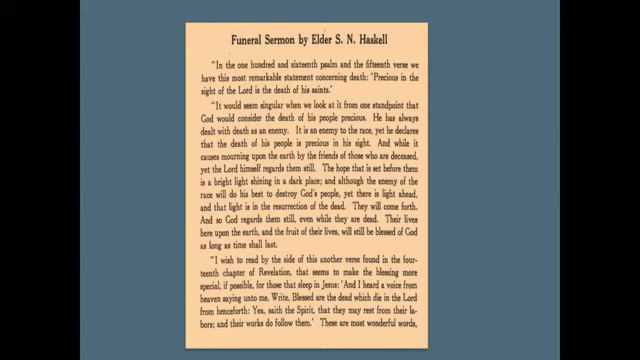 Funeral Sermon by Elder S. N. Haskell
"In the one hundred and sixteenth psalm and the fifteenth verse we
have this most remarkable statement concerning death: 'Precious in the
sight of the Lord is the death of his saints.'
"It would seem singular when we look at it from one standpoint that
God would consider the death of his people precious. He has always
dealt with death as an enemy. It is an enemy to the race, yet he declares
that the death of his people is precious in his sight. And while it
causes mourning upon the earth by the friends of those who are deceased,
yet the Lord himself regards them still. The hope that is set before them
is a bright light shining in a dark place; and although the enemy of the
race will do his best to destroy God's people, yet there is light ahead,
and that light is in the resurrection of the dead. They will come forth.
And so God regards them still, even while they are dead. Their lives
here upon the earth, and the fruit of their lives, will still be blessed of God
as long as time shall last.
"I wish to read by the side of this another verse found in the four-
teenth chapter of Revelation, that seems to make the blessing more
special, if possible, for those that sleep in Jesus: 'And I heard a voice from
heaven saying unto me, Write, Blessed are the dead which die in the Lord
from henceforth: Yea, saith the Spirit, that they may rest from their la-
bors; and their works do follow them.' These are most wonderful words,